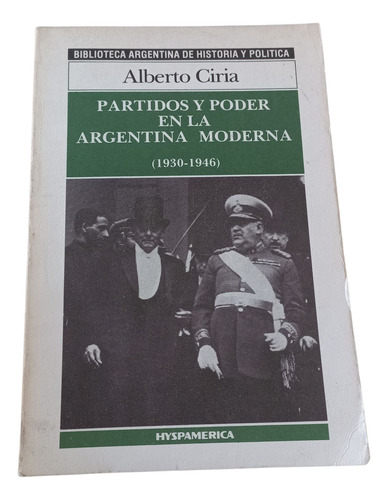 BIBLIOTECA ARGENTINA DE HISTORIA Y POLITICA
Alberto Ciria
PARTIDOS Y PODER
EN LA
ARGENTINA MODERNA
(1930-1946)
HYSPAMERICA